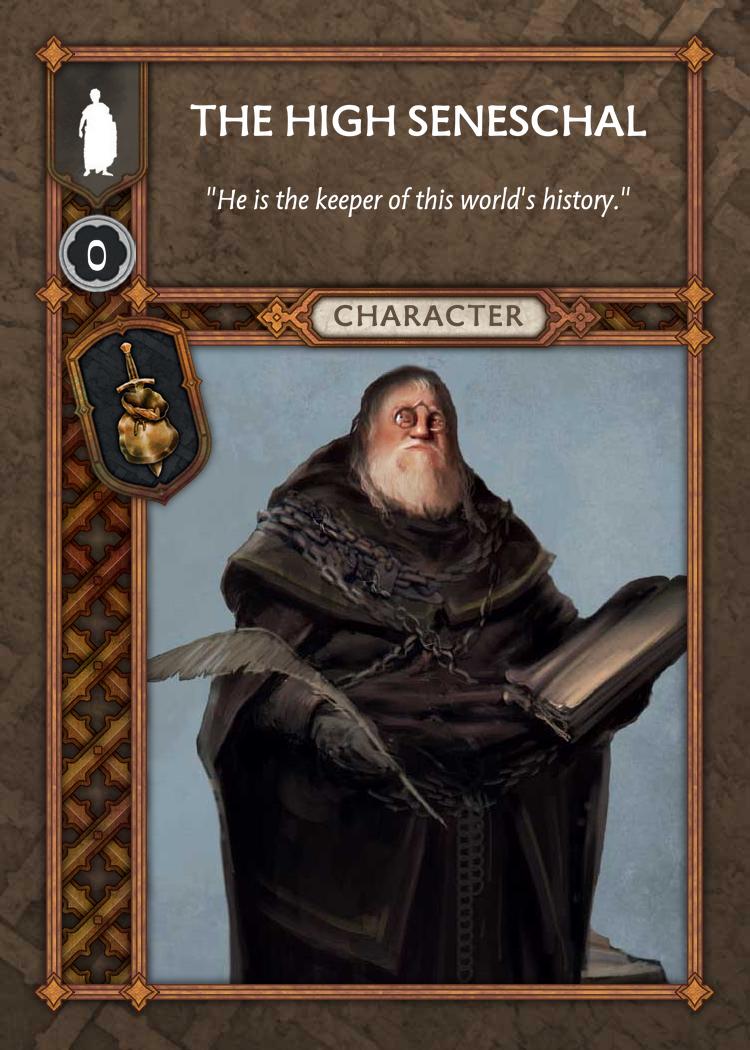 THE HIGH SENESCHAL
"He is the keeper of this world's history."
0
CHARACTER